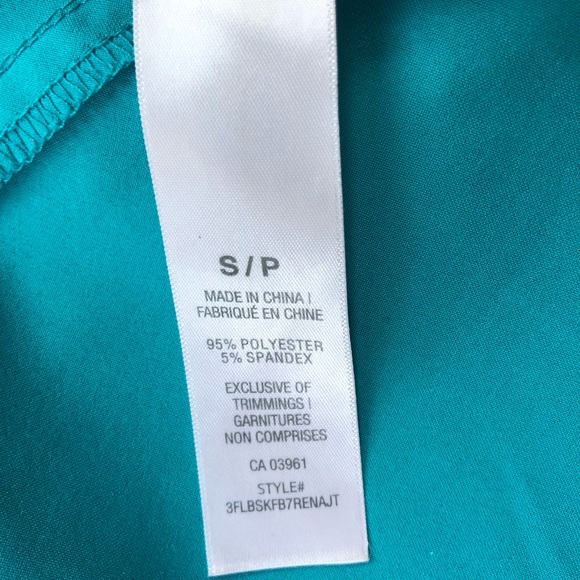 S/P
MADE IN CHINA |
FABRIQUÉ EN CHINE
95% POLYESTER
5% SPANDEX
EXCLUSIVE OF
TRIMMINGS |
GARNITURES
NON COMPRISES
CA 03961
STYLE#
3FLBSKFB7RENAJT